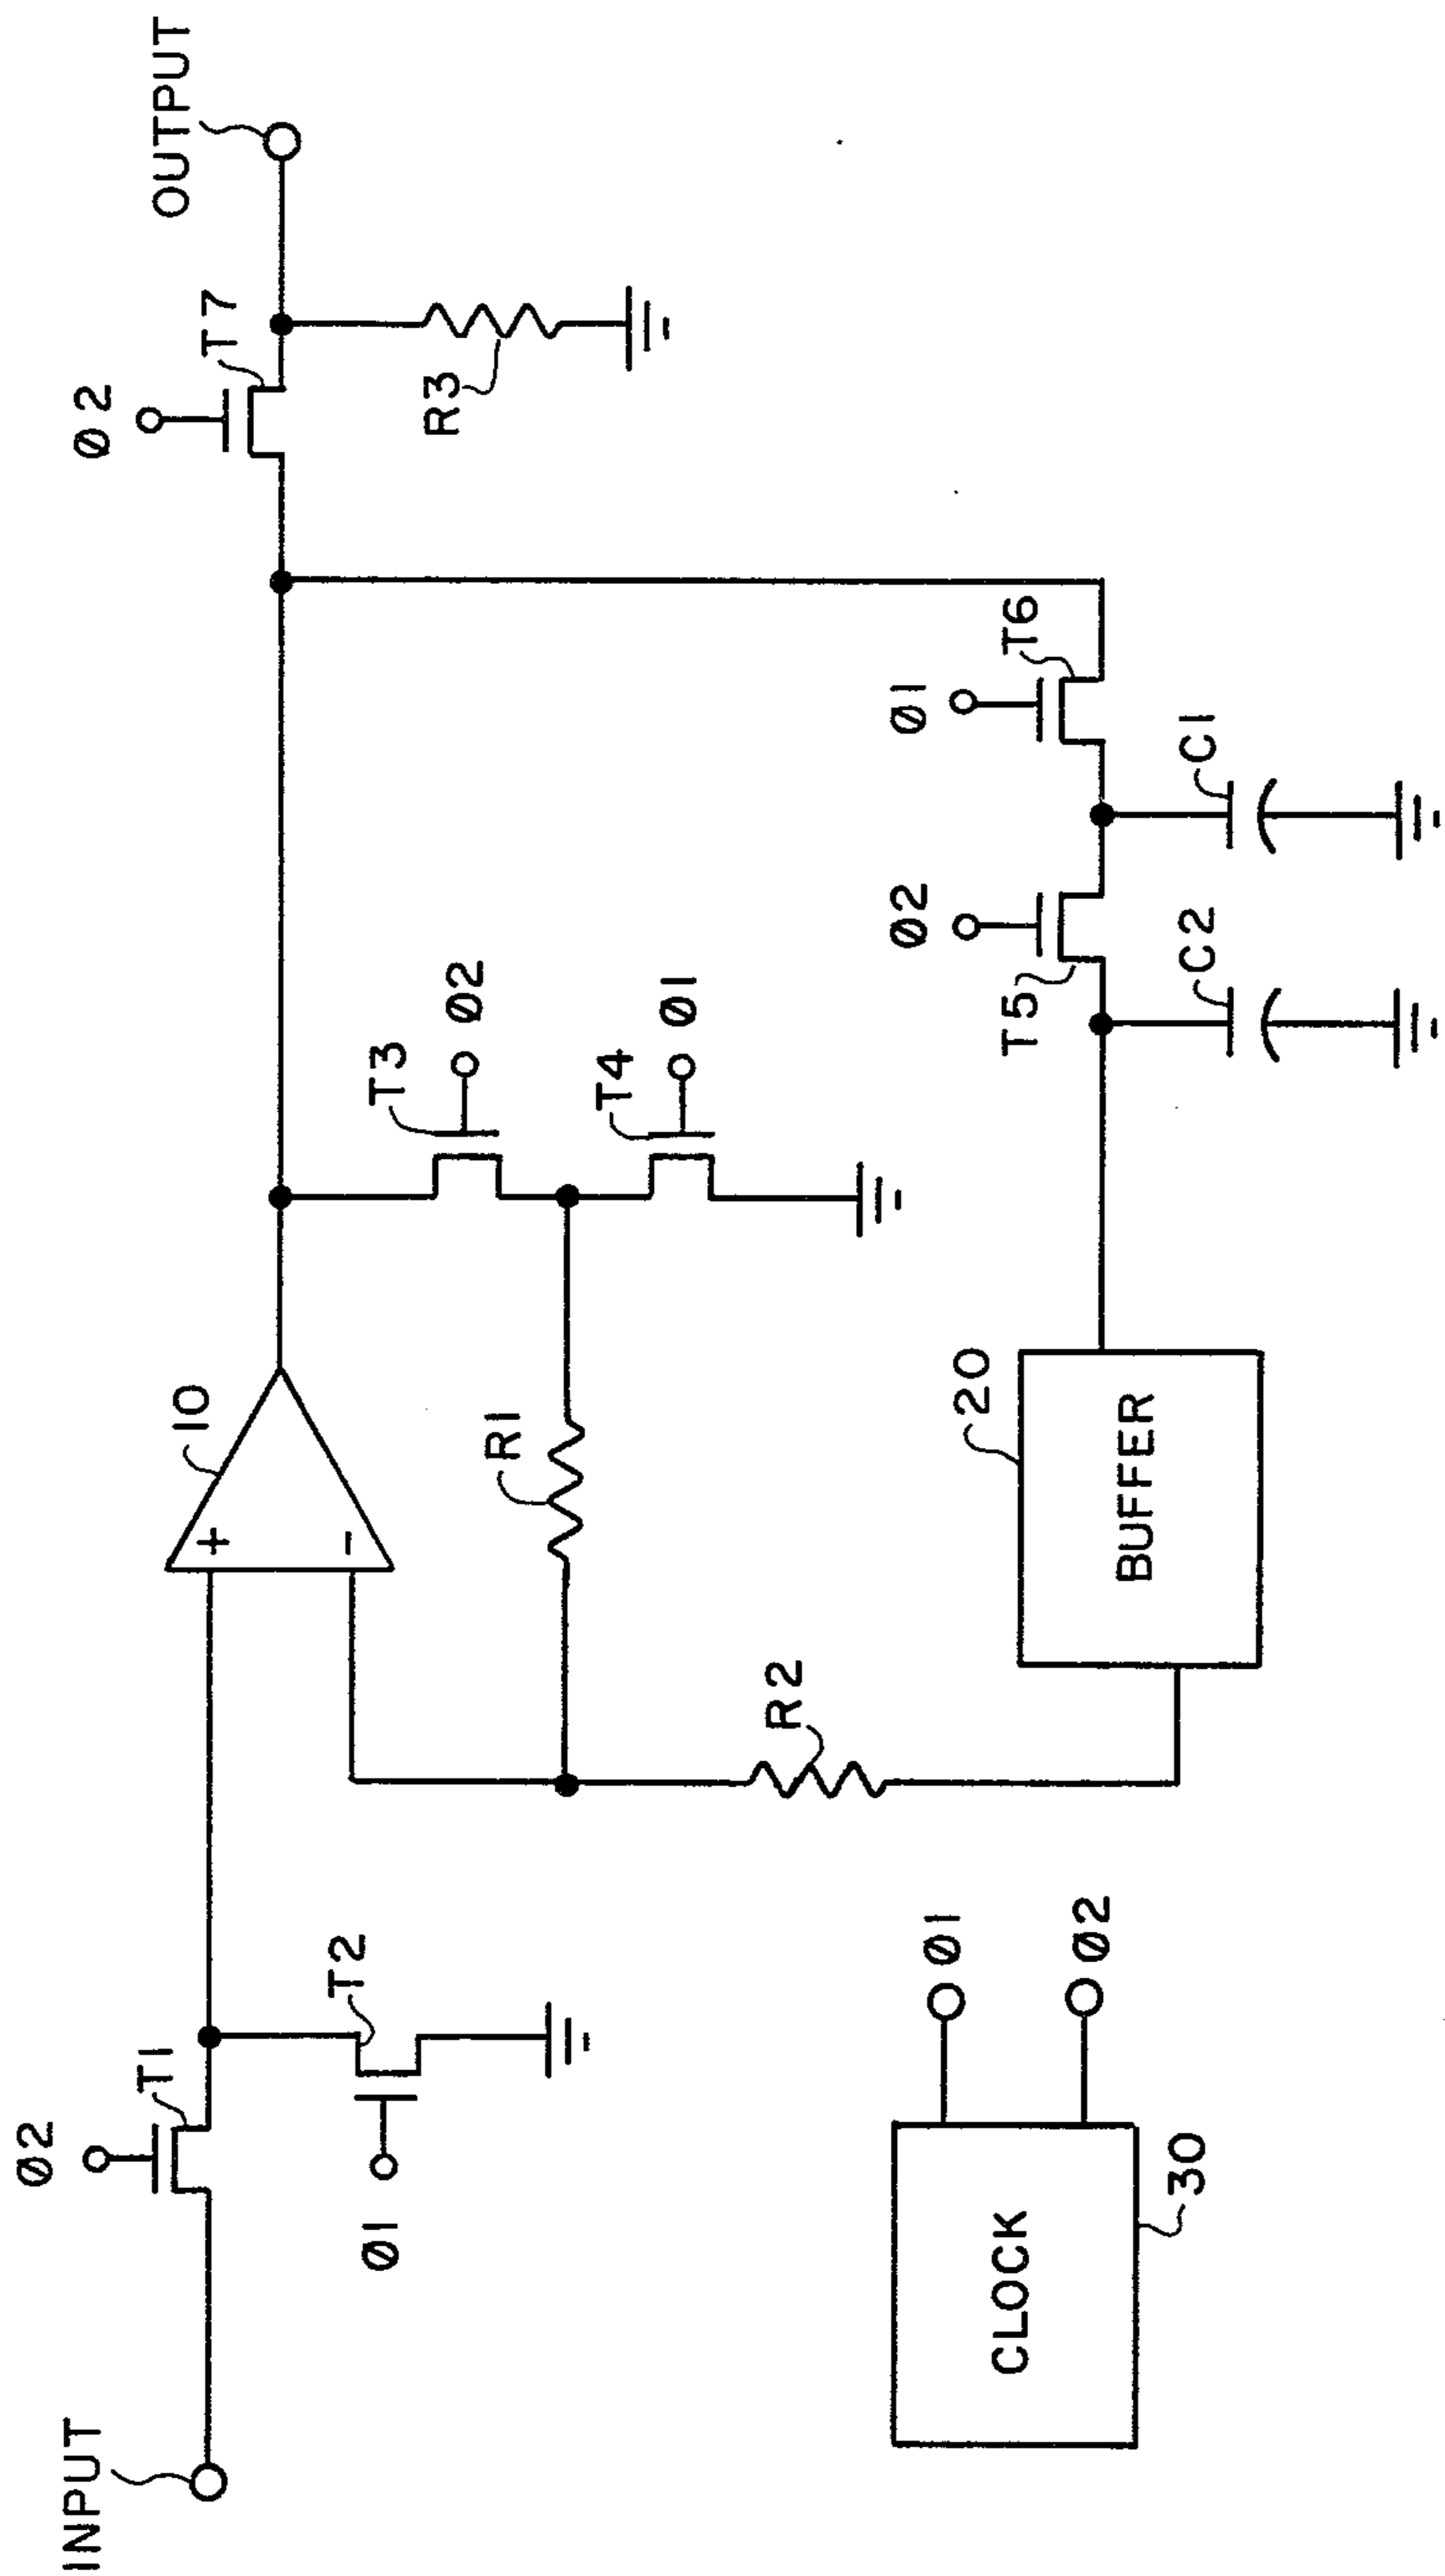 INPUT
Ø2
T1
Ø1
T2
10
+
-
R1
R2
T3
Ø2
T4
Ø1
Ø2
T7
OUTPUT
R3
Ø1
T6
Ø2
T5
C1
C2
20
BUFFER
CLOCK
30
Ø1
Ø2